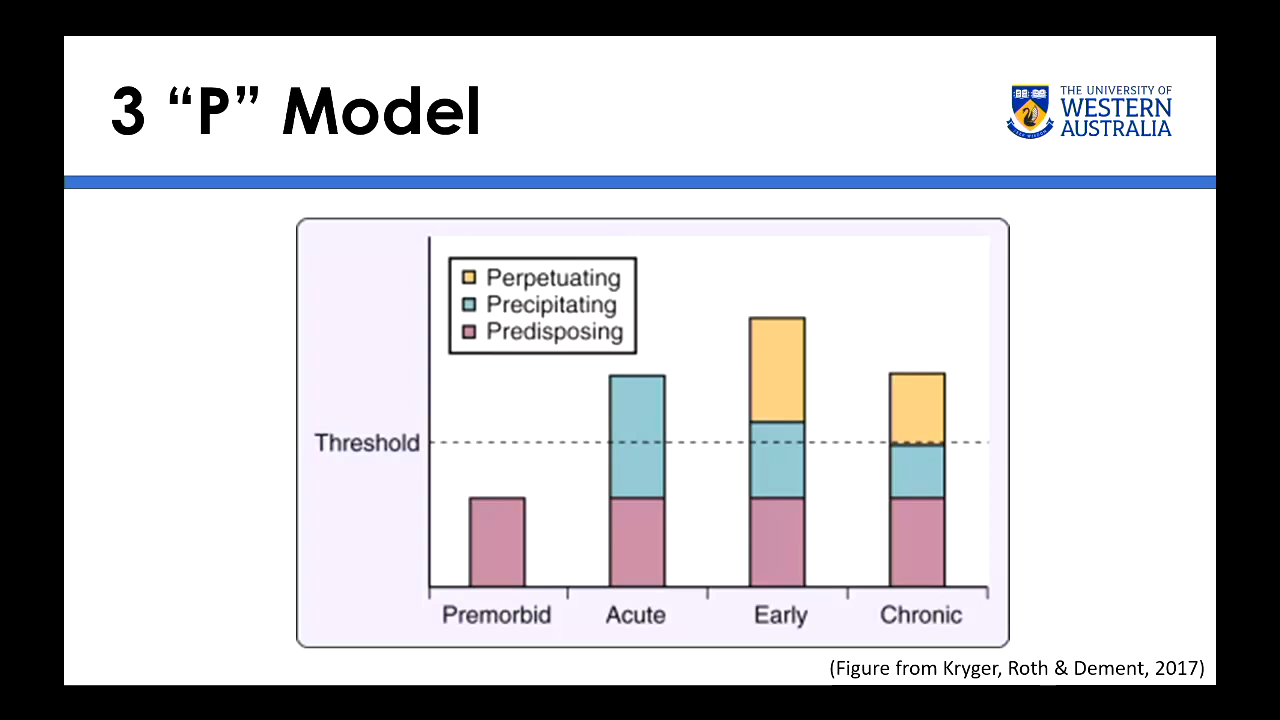 3 “P” Model
THE UNIVERSITY OF
WESTERN
AUSTRALIA
Perpetuating
Precipitating
Predisposing
Threshold
Premorbid Acute Early Chronic
(Figure from Kryger, Roth & Dement, 2017)